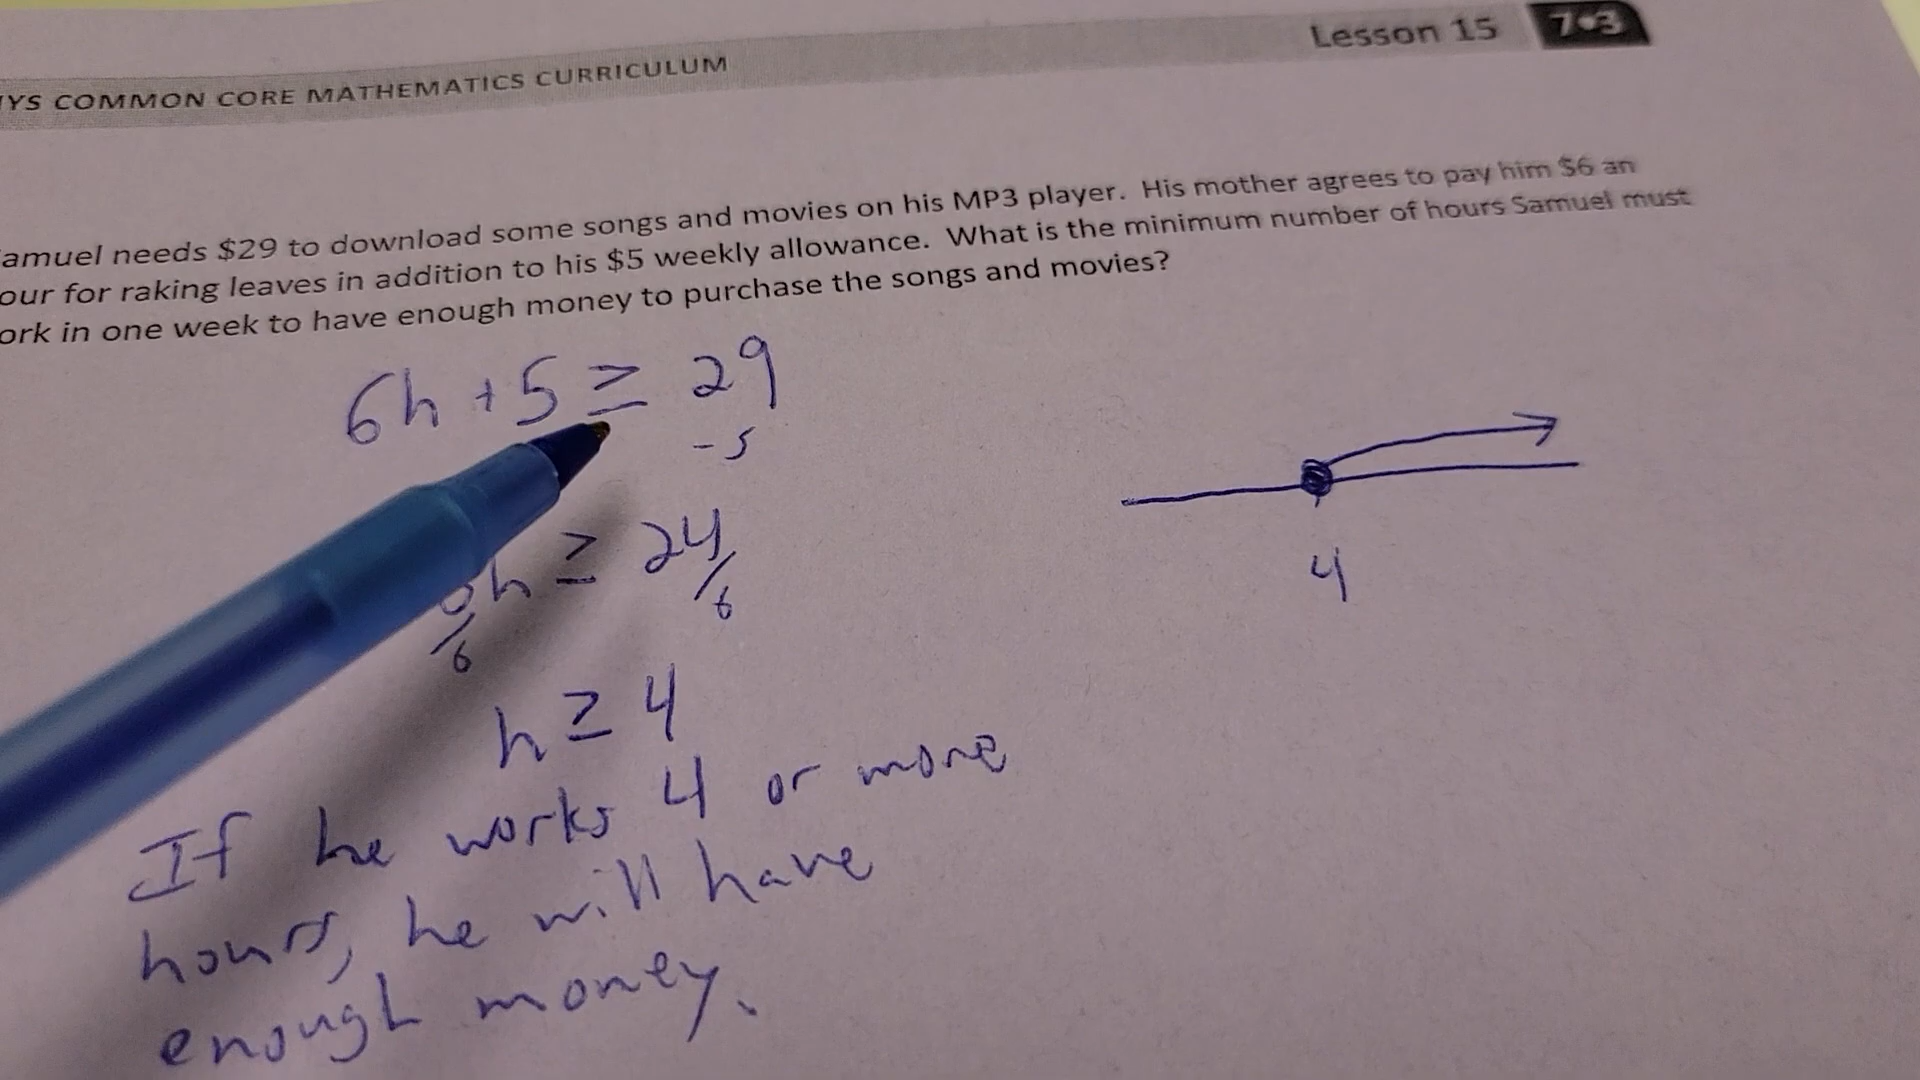 YS COMMON CORE MATHEMATICS CURRICULUM
Lesson 15
7•3
amuel needs $29 to download some songs and movies on his MP3 player. His mother agrees to pay him $6 an
our for raking leaves in addition to his $5 weekly allowance. What is the minimum number of hours Samuel must
ork in one week to have enough money to purchase the songs and movies?
6h + 5 ≥ 29
- 5
h ≥ 24/6
/6
h ≥ 4
4
If he works 4 or more
hours, he will have
enough money.